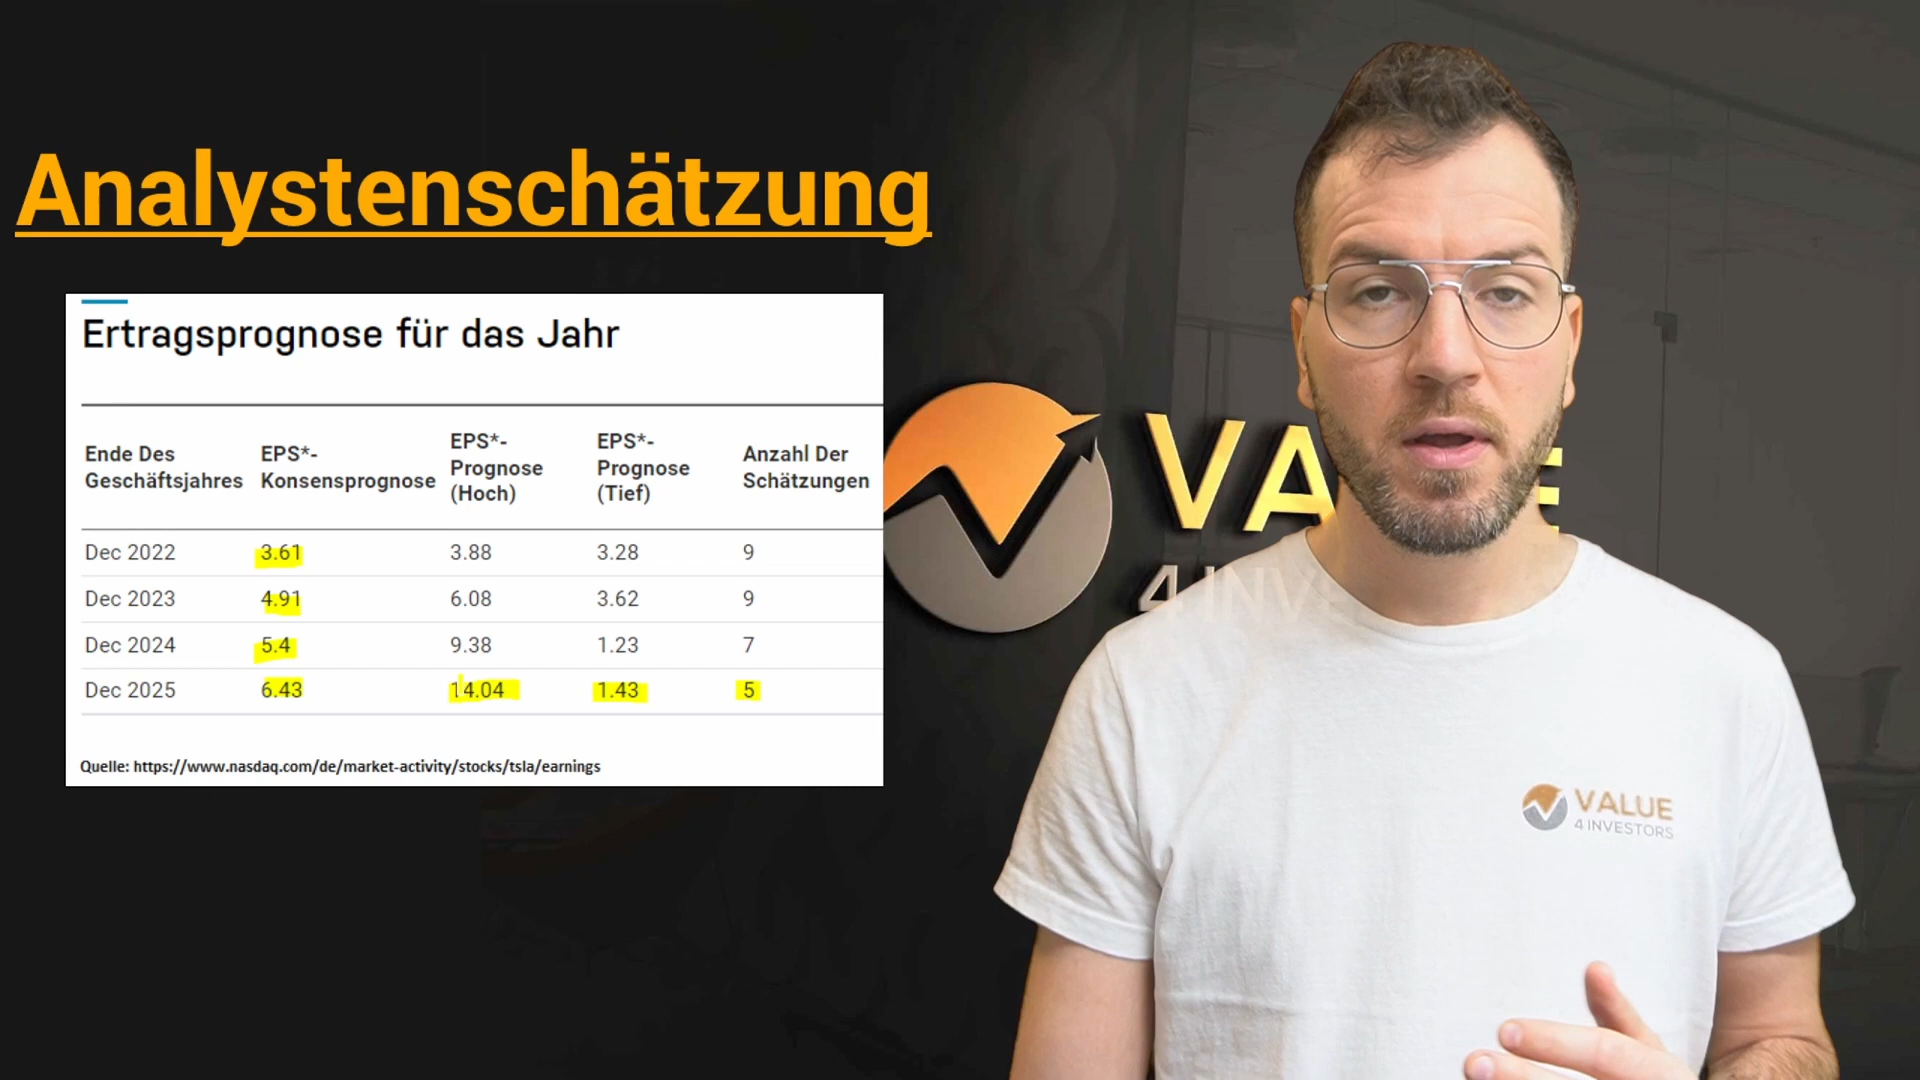 Analystenschätzung
Ertragsprognose für das Jahr
Ende Des Geschäftsjahres EPS*-Konsensprognose EPS*-Prognose (Hoch) EPS*-Prognose (Tief) Anzahl Der Schätzungen
Dec 2022 3.61 3.88 3.28 9
Dec 2023 4.91 6.08 3.62 9
Dec 2024 5.4 9.38 1.23 7
Dec 2025 6.43 14.04 1.43 5
Quelle: https://www.nasdaq.com/de/market-activity/stocks/tsla/earnings
VA E
4 INV
VALUE
4 INVESTORS